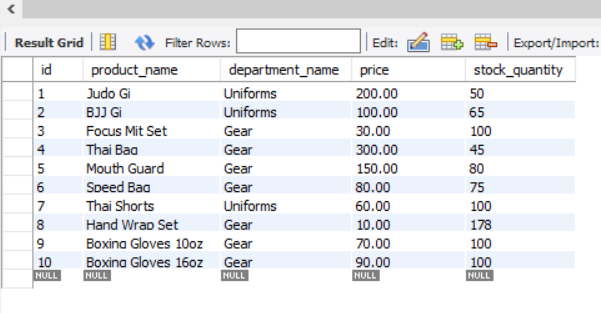 Result Grid Filter Rows: Edit: Export/Import:
id product_name department_name price stock_quantity
1 Judo Gi Uniforms 200.00 50
2 BJJ Gi Uniforms 100.00 65
3 Focus Mit Set Gear 30.00 100
4 Thai Bag Gear 300.00 45
5 Mouth Guard Gear 150.00 80
6 Speed Bag Gear 80.00 75
7 Thai Shorts Uniforms 60.00 100
8 Hand Wrap Set Gear 10.00 178
9 Boxing Gloves 10oz Gear 70.00 100
10 Boxing Gloves 16oz Gear 90.00 100
NULL NULL NULL NULL NULL